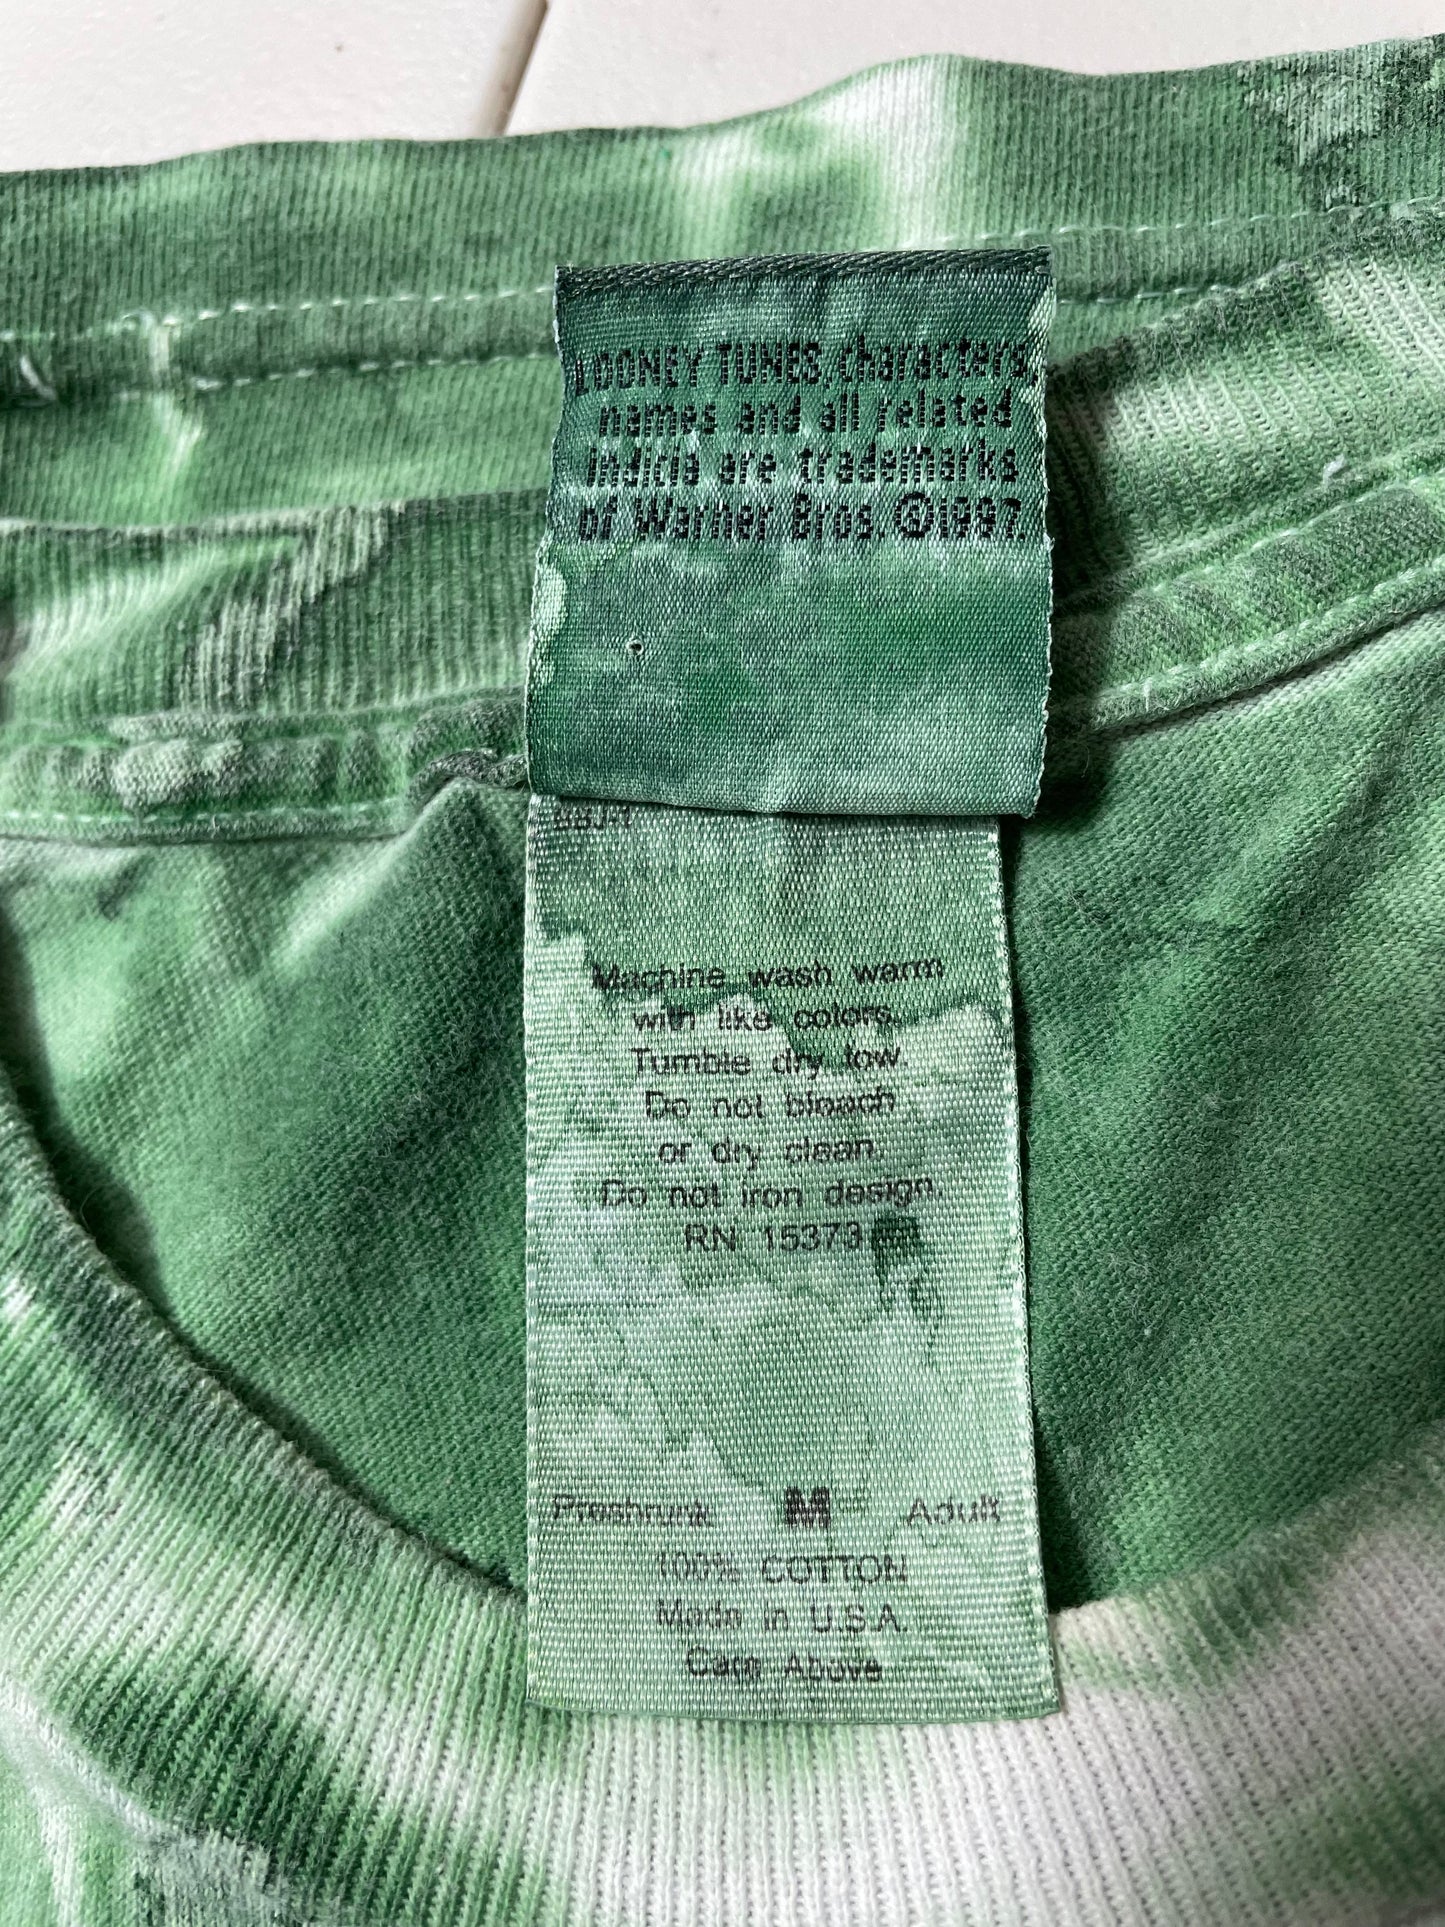 LOONEY TUNES, characters,
names and all related
indicia are trademarks
of Warner Bros. ©1997.
Machine wash warm
with like colors.
Tumble dry low.
Do not bleach
or dry clean.
Do not iron design.
RN 15373
Preshrunk M Adult
100% COTTON
Made in U.S.A.
Care Above